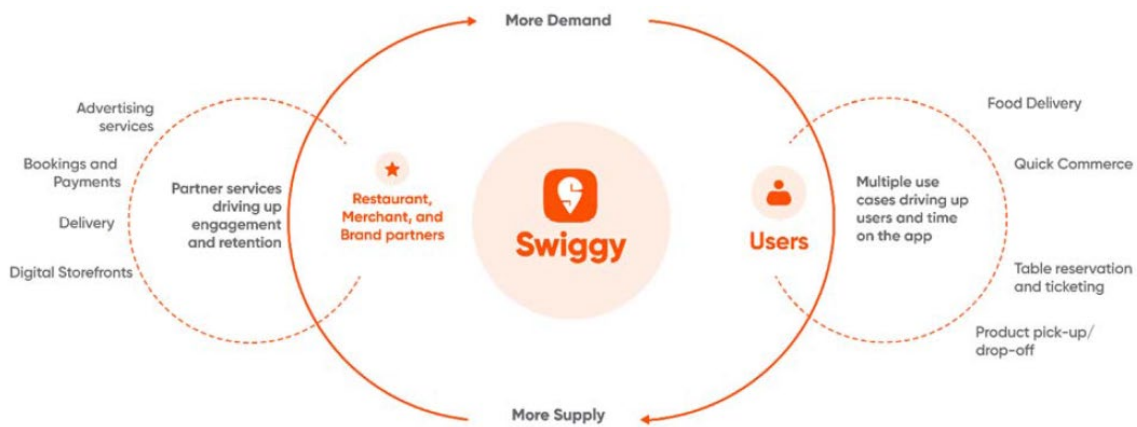 More Demand
Advertising
services
Bookings and
Payments
Delivery
Digital Storefronts
Partner services
driving up
engagement
and retention
Restaurant,
Merchant, and
Brand partners
Swiggy
Users
Multiple use
cases driving up
users and time
on the app
Food Delivery
Quick Commerce
Table reservation
and ticketing
Product pick-up/
drop-off
More Supply